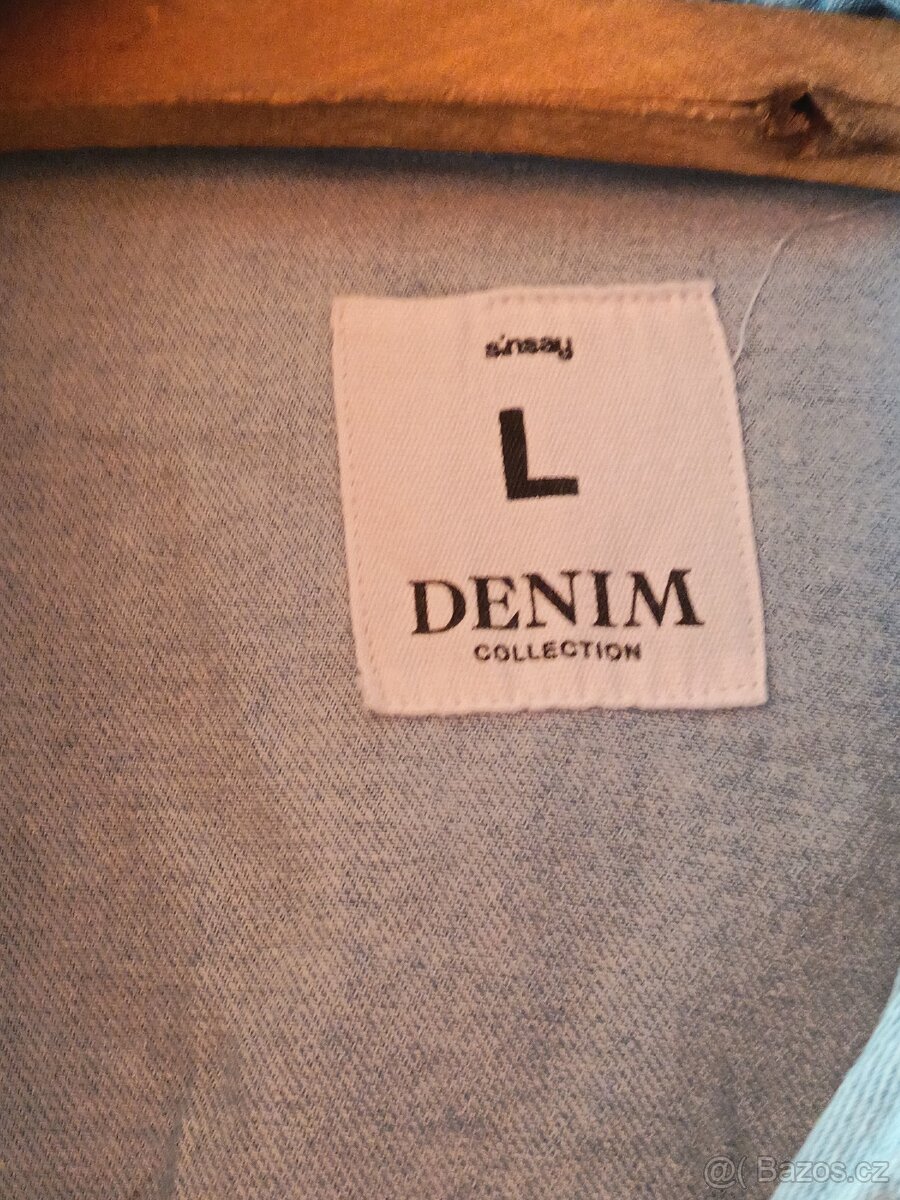 sinsay
L
DENIM
COLLECTION
@( Bazos.cz